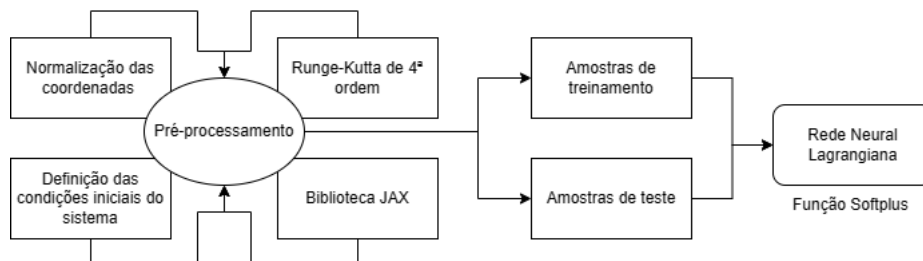 Normalização das
coordenadas
Runge-Kutta de 4ª
ordem
Pré-processamento
Definição das
condições iniciais do
sistema
Biblioteca JAX
Amostras de
treinamento
Amostras de teste
Rede Neural
Lagrangiana
Função Softplus